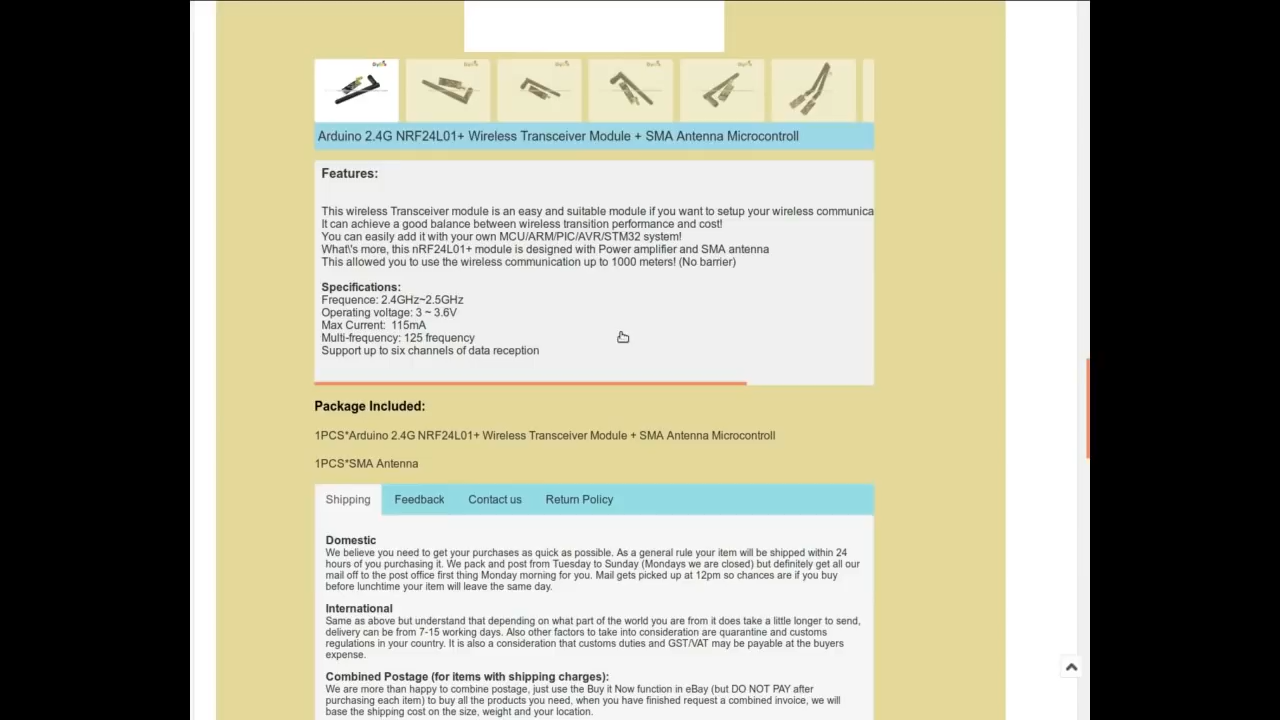 Arduino 2.4G NRF24L01+ Wireless Transceiver Module + SMA Antenna Microcontroll
Features:
This wireless Transceiver module is an easy and suitable module if you want to setup your wireless communica
It can achieve a good balance between wireless transition performance and cost!
You can easily add it with your own MCU/ARM/PIC/AVR/STM32 system!
What\'s more, this nRF24L01+ module is designed with Power amplifier and SMA antenna
This allowed you to use the wireless communication up to 1000 meters! (No barrier)
Specifications:
Frequence: 2.4GHz~2.5GHz
Operating voltage: 3 ~ 3.6V
Max Current:  115mA
Multi-frequency: 125 frequency
Support up to six channels of data reception
Package Included:
1PCS*Arduino 2.4G NRF24L01+ Wireless Transceiver Module + SMA Antenna Microcontroll
1PCS*SMA Antenna
Shipping Feedback Contact us Return Policy
Domestic
We believe you need to get your purchases as quick as possible. As a general rule your item will be shipped within 24
hours of you purchasing it. We pack and post from Tuesday to Sunday (Mondays we are closed) but definitely get all our
mail off to the post office first thing Monday morning for you. Mail gets picked up at 12pm so chances are if you buy
before lunchtime your item will leave the same day.
International
Same as above but understand that depending on what part of the world you are from it does take a little longer to send,
delivery can be from 7-15 working days. Also other factors to take into consideration are quarantine and customs
regulations in your country. It is also a consideration that customs duties and GST/VAT may be payable at the buyers
expense.
Combined Postage (for items with shipping charges):
We are more than happy to combine postage, just use the Buy it Now function in eBay (but DO NOT PAY after
purchasing each item) to buy all the products you need, when you have finished request a combined invoice, we will
base the shipping cost on the size, weight and your location.